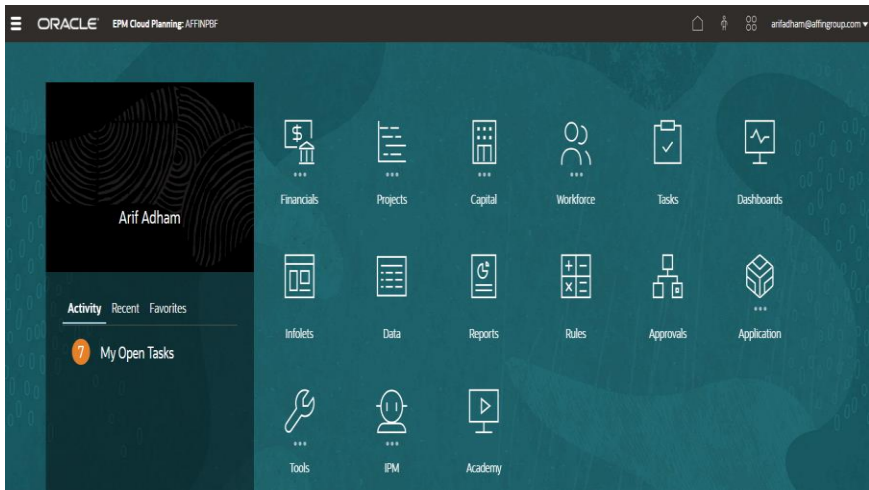 ORACLE® EPM Cloud Planning: AFFINPBF arifadham@affingroup.com
Arif Adham
Activity Recent Favorites
7 My Open Tasks
Financials Projects Capital Workforce Tasks Dashboards
Infolets Data Reports Rules Approvals Application
Tools IPM Academy